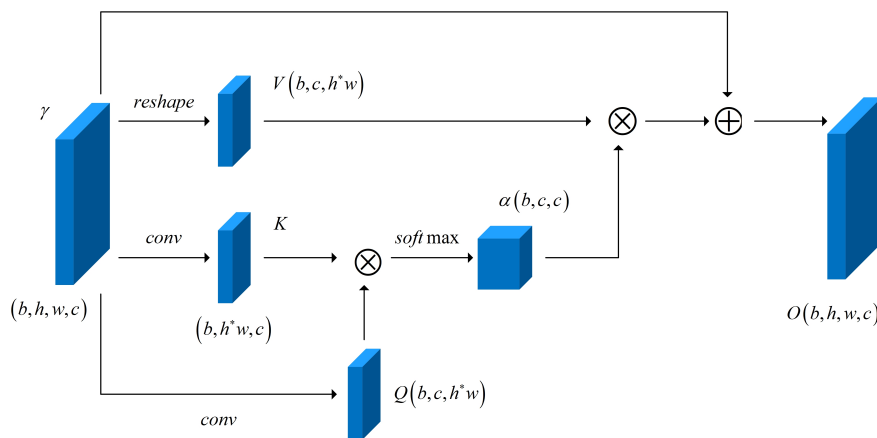 γ
reshape
V(b,c,h*w)
α(b,c,c)
conv
K
soft max
(b,h,w,c)
(b,h*w,c)
O(b,h,w,c)
Q(b,c,h*w)
conv